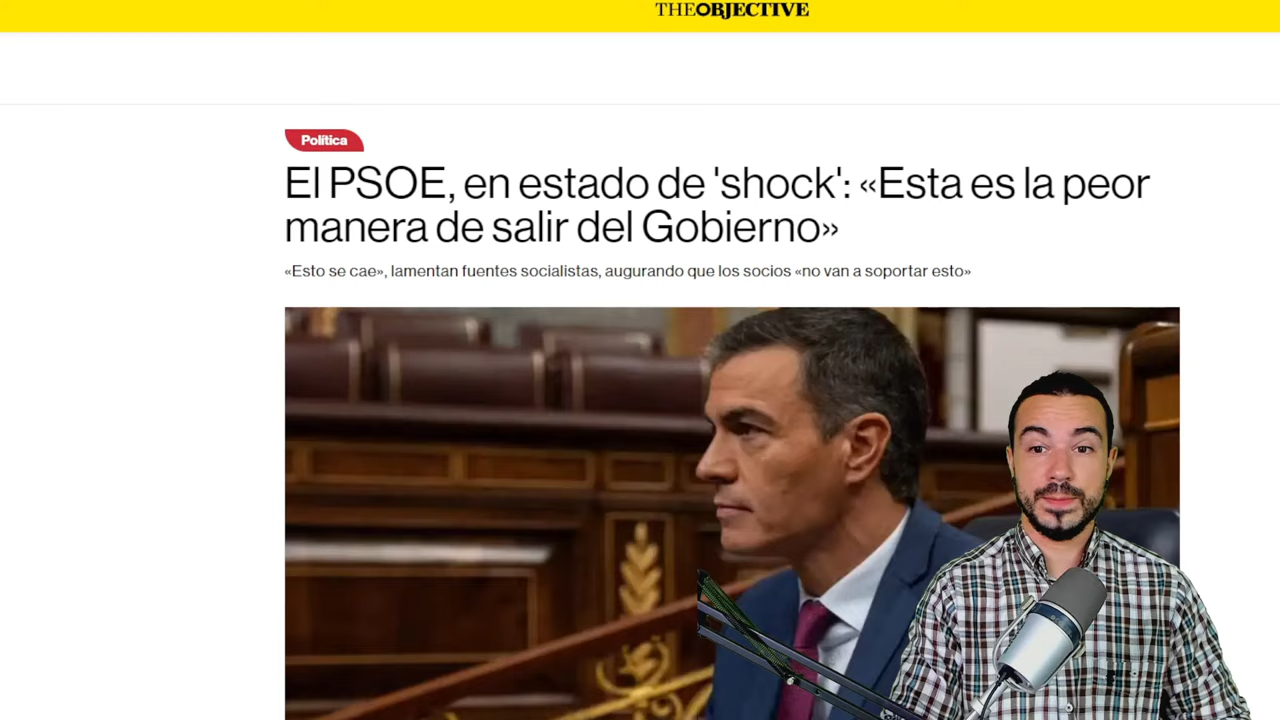 THEOBJECTIVE
Política
El PSOE, en estado de 'shock': «Esta es la peor
manera de salir del Gobierno»
«Esto se cae», lamentan fuentes socialistas, augurando que los socios «no van a soportar esto»